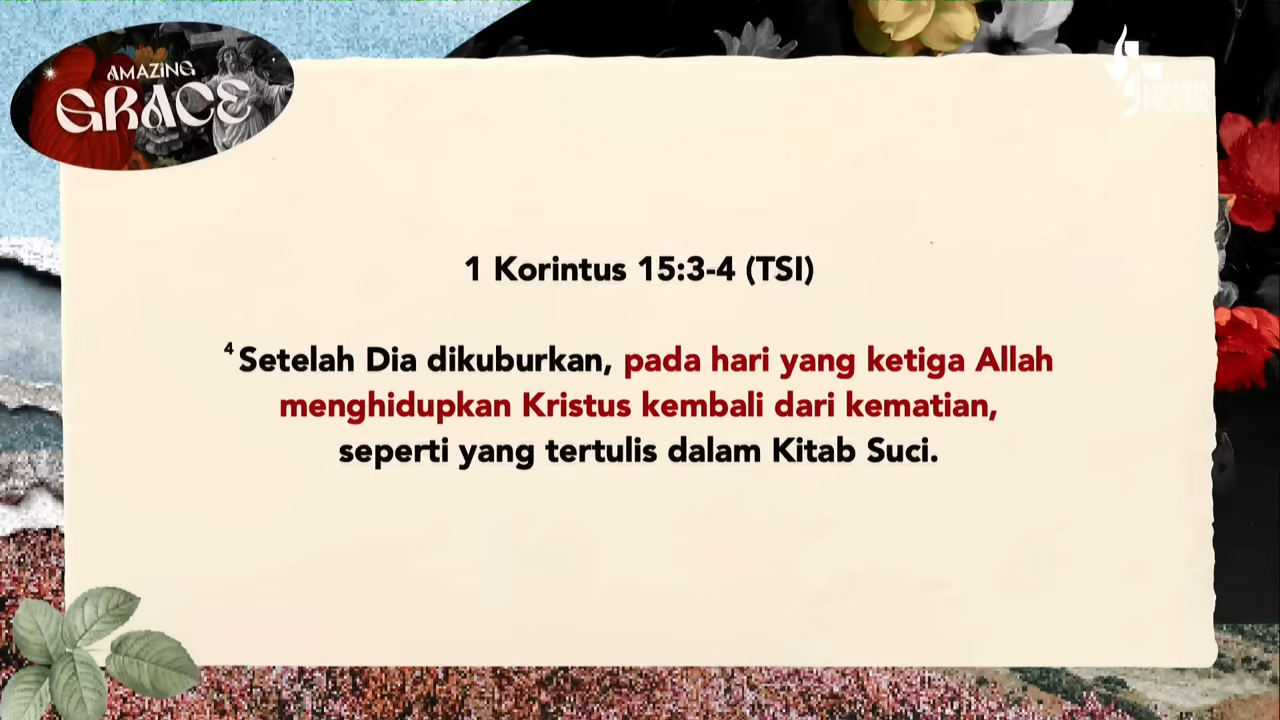 AMAZING
GRACE
1 Korintus 15:3-4 (TSI)
4 Setelah Dia dikuburkan, pada hari yang ketiga Allah
menghidupkan Kristus kembali dari kematian,
seperti yang tertulis dalam Kitab Suci.